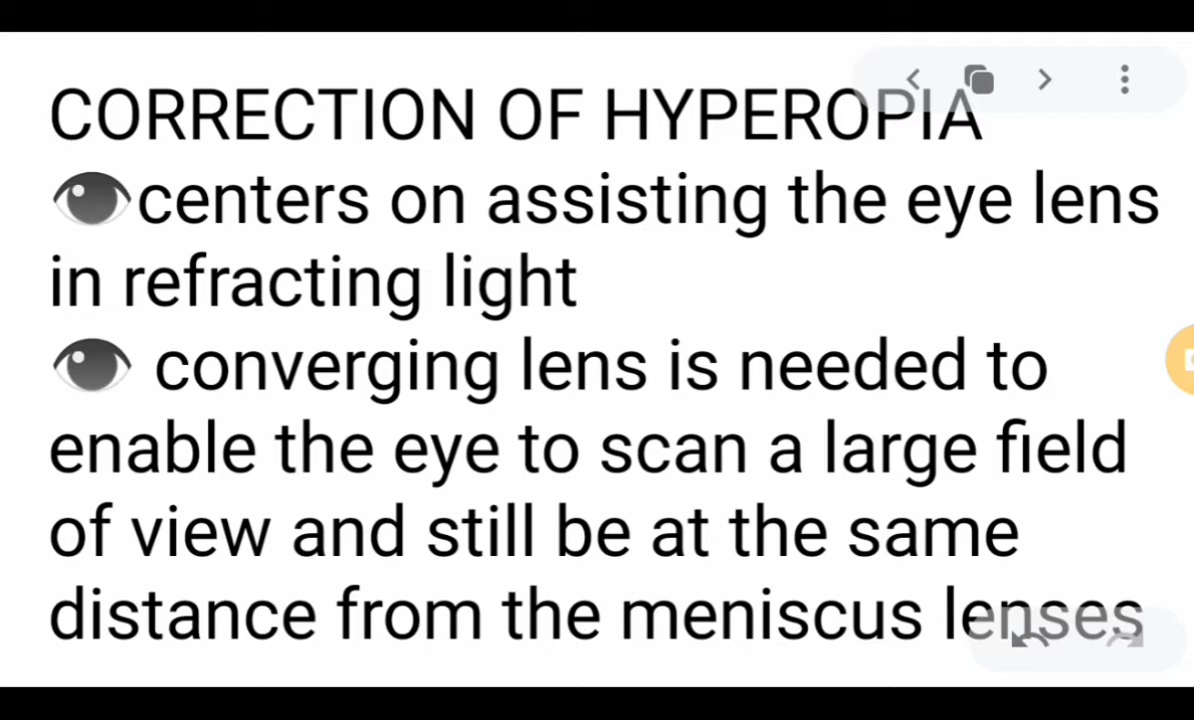 CORRECTION OF HYPEROPIA
👁centers on assisting the eye lens
in refracting light
👁 converging lens is needed to
enable the eye to scan a large field
of view and still be at the same
distance from the meniscus lenses